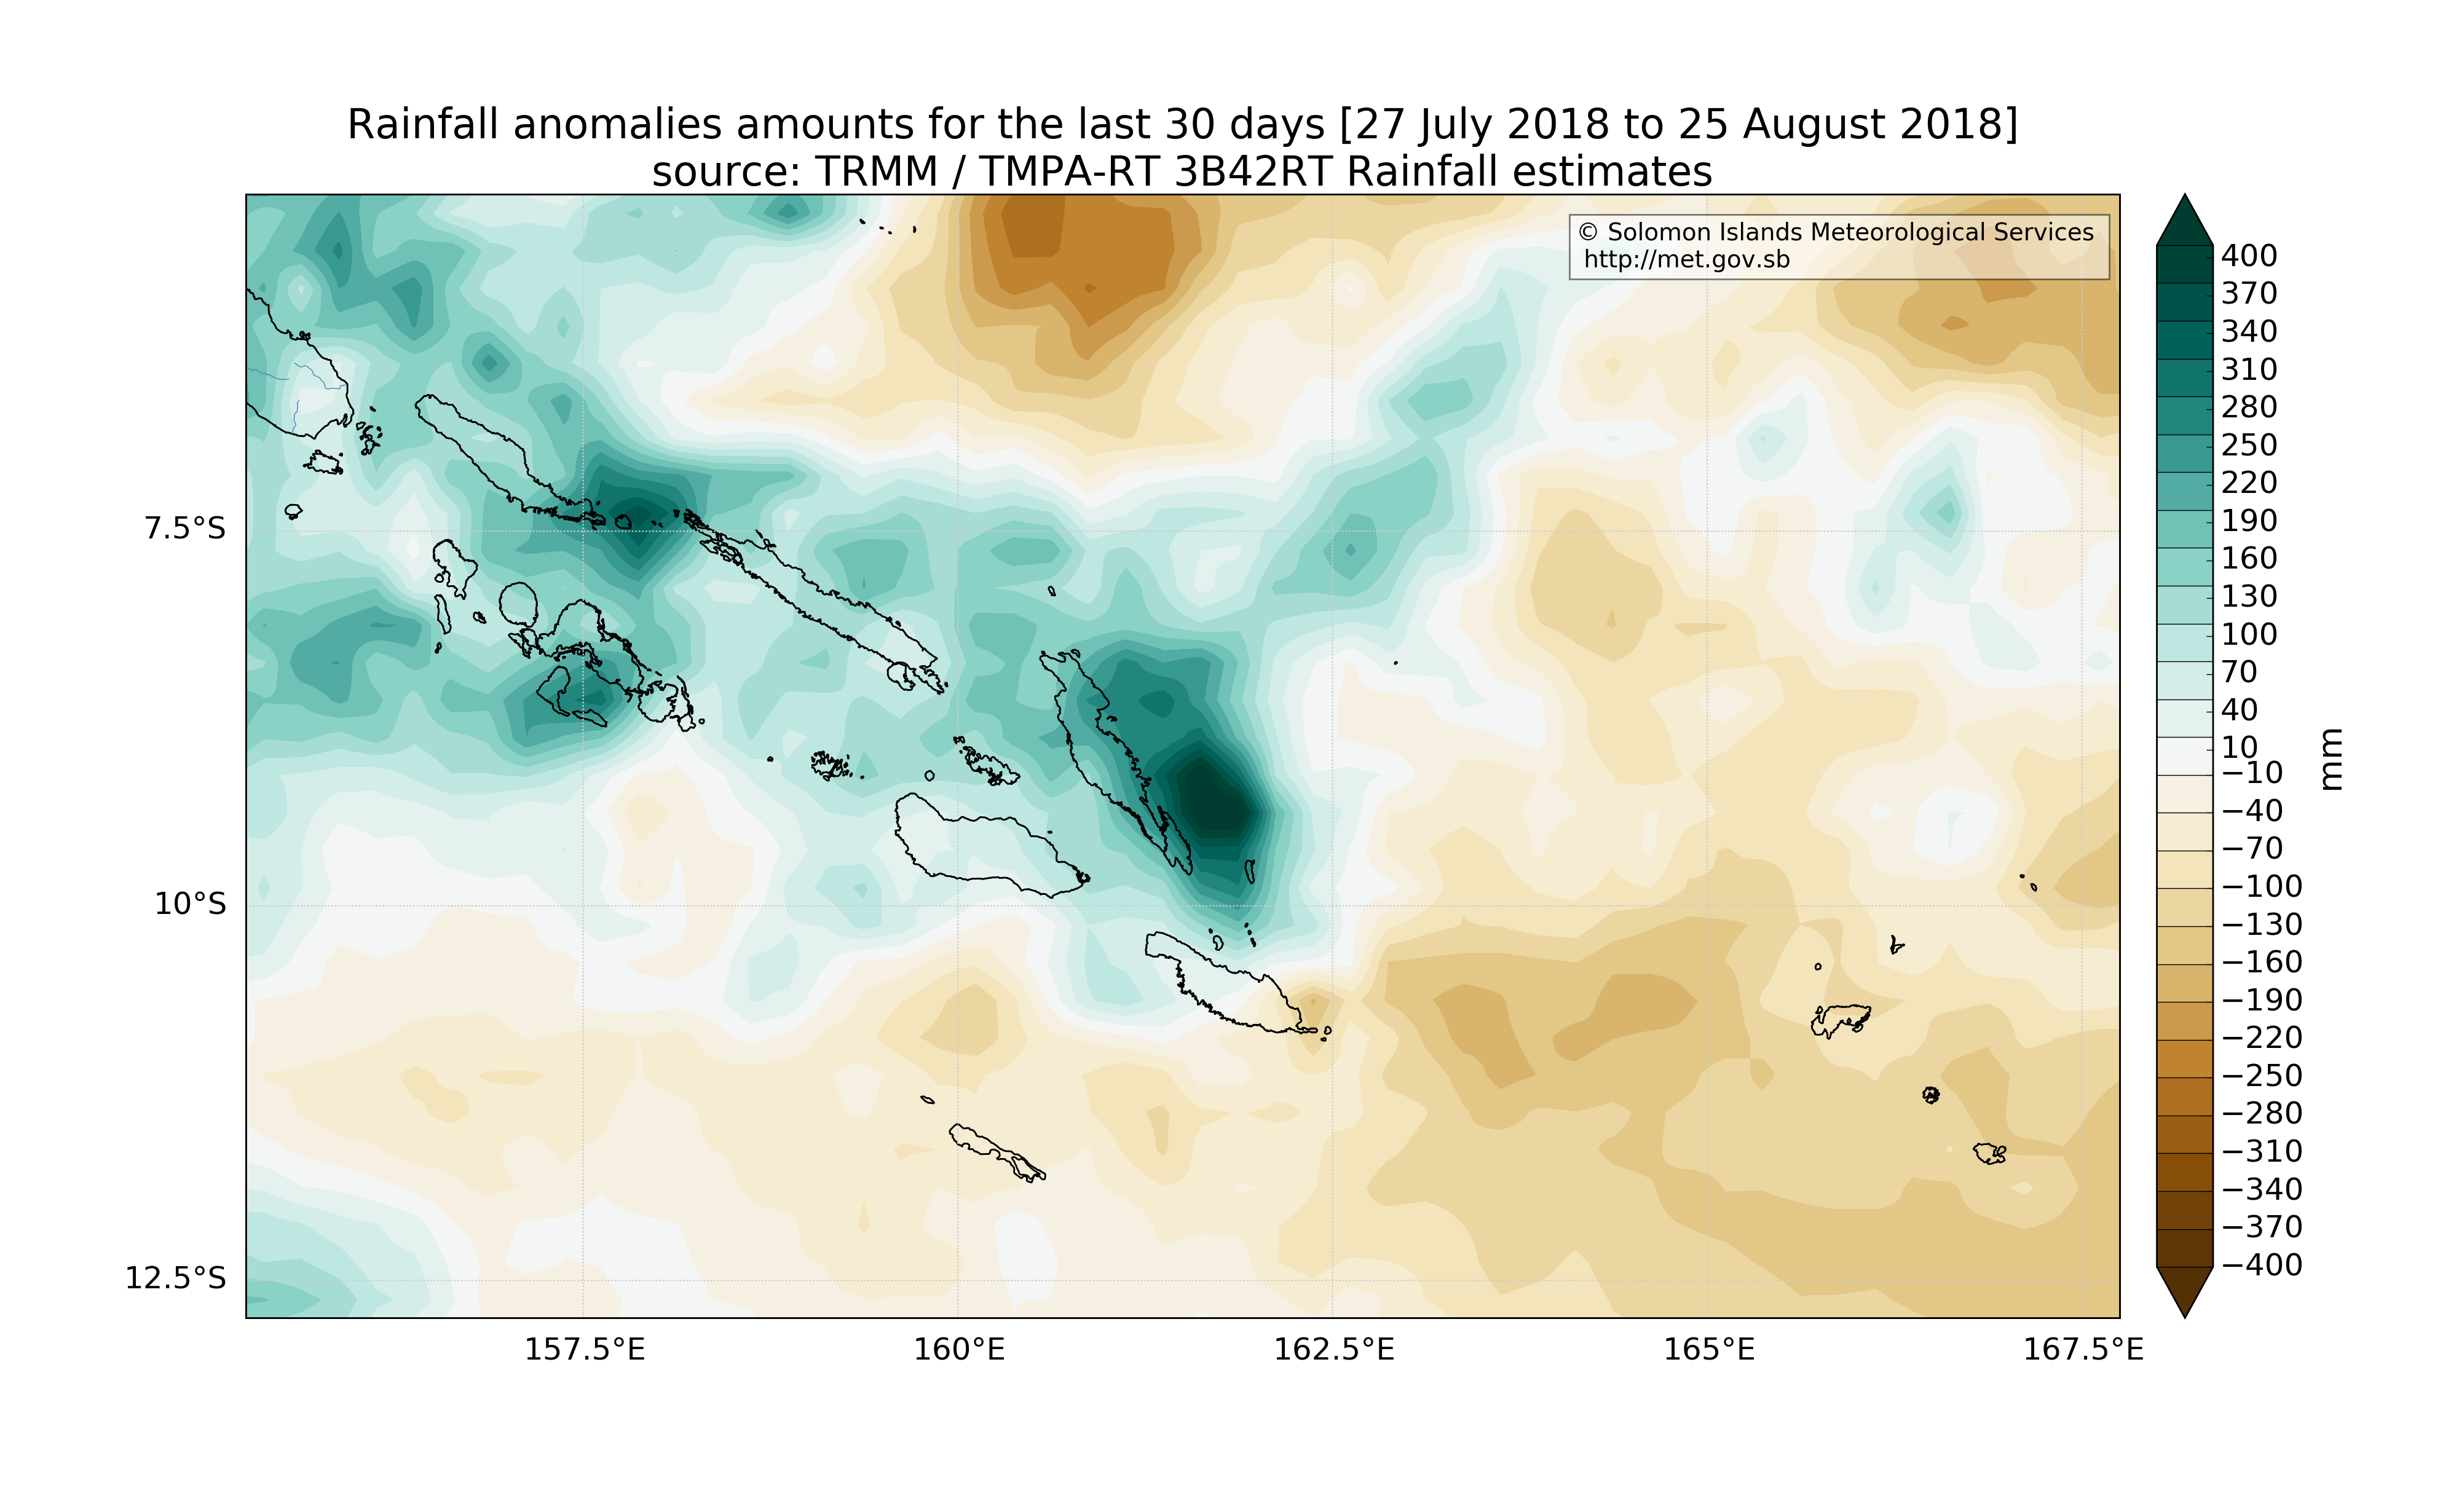 Rainfall anomalies amounts for the last 30 days [27 July 2018 to 25 August 2018]
source: TRMM / TMPA-RT 3B42RT Rainfall estimates
© Solomon Islands Meteorological Services
http://met.gov.sb
7.5°S
10°S
12.5°S
157.5°E
160°E
162.5°E
165°E
167.5°E
400
370
340
310
280
250
220
190
160
130
100
70
40
10
−10
−40
−70
−100
−130
−160
−190
−220
−250
−280
−310
−340
−370
−400
mm